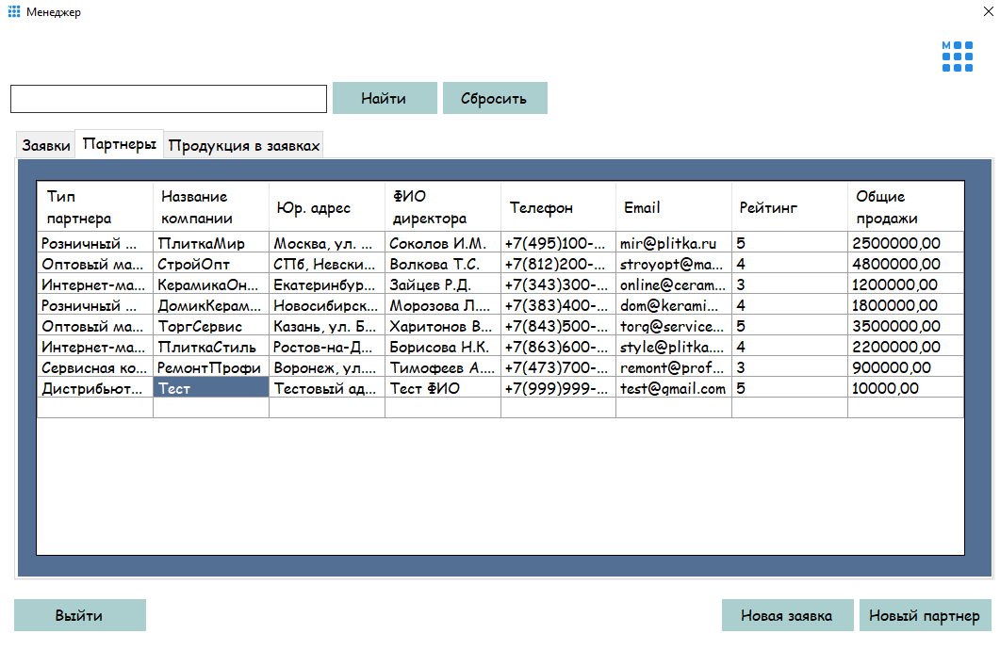 Менеджер
М
Найти Сбросить
Заявки Партнеры Продукция в заявках
Тип партнера Название компании Юр. адрес ФИО директора Телефон Email Рейтинг Общие продажи
Розничный ... ПлиткаМир Москва, ул. ... Соколов И.М. +7(495)100-... mir@plitka.ru 5 2500000,00
Оптовый ма... СтройОпт СПб, Невски... Волкова Т.С. +7(812)200-... stroyopt@ma... 4 4800000,00
Интернет-ма... КерамикаОн... Екатеринбур... Зайцев Р.Д. +7(343)300-... online@ceram... 3 1200000,00
Розничный ... ДомикКерам... Новосибирск... Морозова Л.... +7(383)400-... dom@kerami... 4 1800000,00
Оптовый ма... ТоргСервис Казань, ул. Б... Харитонов В... +7(843)500-... torg@service... 5 3500000,00
Интернет-ма... ПлиткаСтиль Ростов-на-Д... Борисова Н.К. +7(863)600-... style@plitka.... 4 2200000,00
Сервисная ко... РемонтПрофи Воронеж, ул.... Тимофеев А.... +7(473)700-... remont@prof... 3 900000,00
Дистрибьют... Тест Тестовый ад... Тест ФИО +7(999)999-... test@gmail.com 5 10000,00
Выйти Новая заявка Новый партнер